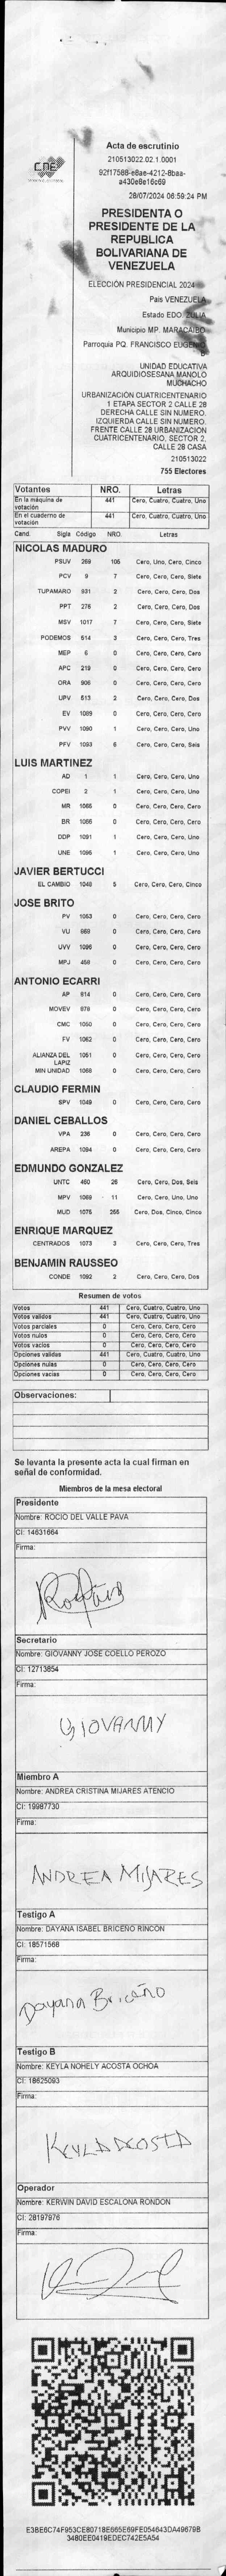 CNE
Acta de escrutinio
210513022.02.1.0001
92f17568-e8ae-4212-8baa-
a430e8e16c69
28/07/2024 06:59:24 PM
PRESIDENTA O
PRESIDENTE DE LA
REPUBLICA
BOLIVARIANA DE
VENEZUELA
ELECCIÓN PRESIDENCIAL 2024
Pais VENEZUELA
Estado EDO. ZULIA
Municipio MP. MARACAIBO
Parroquia PQ. FRANCISCO EUGENIO
B
UNIDAD EDUCATIVA
ARQUIDIOSESANA MANOLO
MUCHACHO
URBANIZACIÓN CUATRICENTENARIO
1 ETAPA SECTOR 2 CALLE 28
DERECHA CALLE SIN NUMERO.
IZQUIERDA CALLE SIN NUMERO.
FRENTE CALLE 28 URBANIZACION
CUATRICENTENARIO, SECTOR 2,
CALLE 28 CASA
210513022
755 Electores
Votantes NRO. Letras
En la máquina de votación 441 Cero, Cuatro, Cuatro, Uno
En el cuaderno de votación 441 Cero, Cuatro, Cuatro, Uno
Cand. Sigla Código NRO. Letras
NICOLAS MADURO
PSUV 269 105 Cero, Uno, Cero, Cinco
PCV 9 7 Cero, Cero, Cero, Siete
TUPAMARO 931 2 Cero, Cero, Cero, Dos
PPT 276 2 Cero, Cero, Cero, Dos
MSV 1017 7 Cero, Cero, Cero, Siete
PODEMOS 514 3 Cero, Cero, Cero, Tres
MEP 6 0 Cero, Cero, Cero, Cero
APC 219 0 Cero, Cero, Cero, Cero
ORA 906 0 Cero, Cero, Cero, Cero
UPV 613 2 Cero, Cero, Cero, Dos
EV 1089 0 Cero, Cero, Cero, Cero
PVV 1090 1 Cero, Cero, Cero, Uno
PFV 1093 6 Cero, Cero, Cero, Seis
LUIS MARTINEZ
AD 1 1 Cero, Cero, Cero, Uno
COPEI 2 1 Cero, Cero, Cero, Uno
MR 1065 0 Cero, Cero, Cero, Cero
BR 1066 0 Cero, Cero, Cero, Cero
DDP 1091 1 Cero, Cero, Cero, Uno
UNE 1095 1 Cero, Cero, Cero, Uno
JAVIER BERTUCCI
EL CAMBIO 1048 5 Cero, Cero, Cero, Cinco
JOSE BRITO
PV 1053 0 Cero, Cero, Cero, Cero
VU 989 0 Cero, Cero, Cero, Cero
UVV 1096 0 Cero, Cero, Cero, Cero
MPJ 458 0 Cero, Cero, Cero, Cero
ANTONIO ECARRI
AP 914 0 Cero, Cero, Cero, Cero
MOVEV 978 0 Cero, Cero, Cero, Cero
CMC 1050 0 Cero, Cero, Cero, Cero
FV 1062 0 Cero, Cero, Cero, Cero
ALIANZA DEL LAPIZ 1051 0 Cero, Cero, Cero, Cero
MIN UNIDAD 1068 0 Cero, Cero, Cero, Cero
CLAUDIO FERMIN
SPV 1049 0 Cero, Cero, Cero, Cero
DANIEL CEBALLOS
VPA 236 0 Cero, Cero, Cero, Cero
AREPA 1094 0 Cero, Cero, Cero, Cero
EDMUNDO GONZALEZ
UNTC 460 26 Cero, Cero, Dos, Seis
MPV 1069 11 Cero, Cero, Uno, Uno
MUD 1075 255 Cero, Dos, Cinco, Cinco
ENRIQUE MARQUEZ
CENTRADOS 1073 3 Cero, Cero, Cero, Tres
BENJAMIN RAUSSEO
CONDE 1092 2 Cero, Cero, Cero, Dos
Resumen de votos
Votos 441 Cero, Cuatro, Cuatro, Uno
Votos validos 441 Cero, Cuatro, Cuatro, Uno
Votos parciales 0 Cero, Cero, Cero, Cero
Votos nulos 0 Cero, Cero, Cero, Cero
Votos vacios 0 Cero, Cero, Cero, Cero
Opciones validas 441 Cero, Cuatro, Cuatro, Uno
Opciones nulas 0 Cero, Cero, Cero, Cero
Opciones vacias 0 Cero, Cero, Cero, Cero
Observaciones:
Se levanta la presente acta la cual firman en
señal de conformidad.
Miembros de la mesa electoral
Presidente
Nombre: ROCIO DEL VALLE PAVA
CI: 14631664
Firma:
Secretario
Nombre: GIOVANNY JOSE COELLO PEROZO
CI: 12713654
Firma:
GIOVANNY
Miembro A
Nombre: ANDREA CRISTINA MIJARES ATENCIO
CI: 19987730
Firma:
ANDREA MIJARES
Testigo A
Nombre: DAYANA ISABEL BRICEÑO RINCON
CI: 18571568
Firma:
Dayana Briceño
Testigo B
Nombre: KEYLA NOHELY ACOSTA OCHOA
CI: 18625093
Firma:
KEYLA ACOSTA
Operador
Nombre: KERWIN DAVID ESCALONA RONDON
CI: 28197976
Firma:
E3BE6C74F953CE80718E665E69FE054643DA49679B
3480EE0419EDEC742E5A54